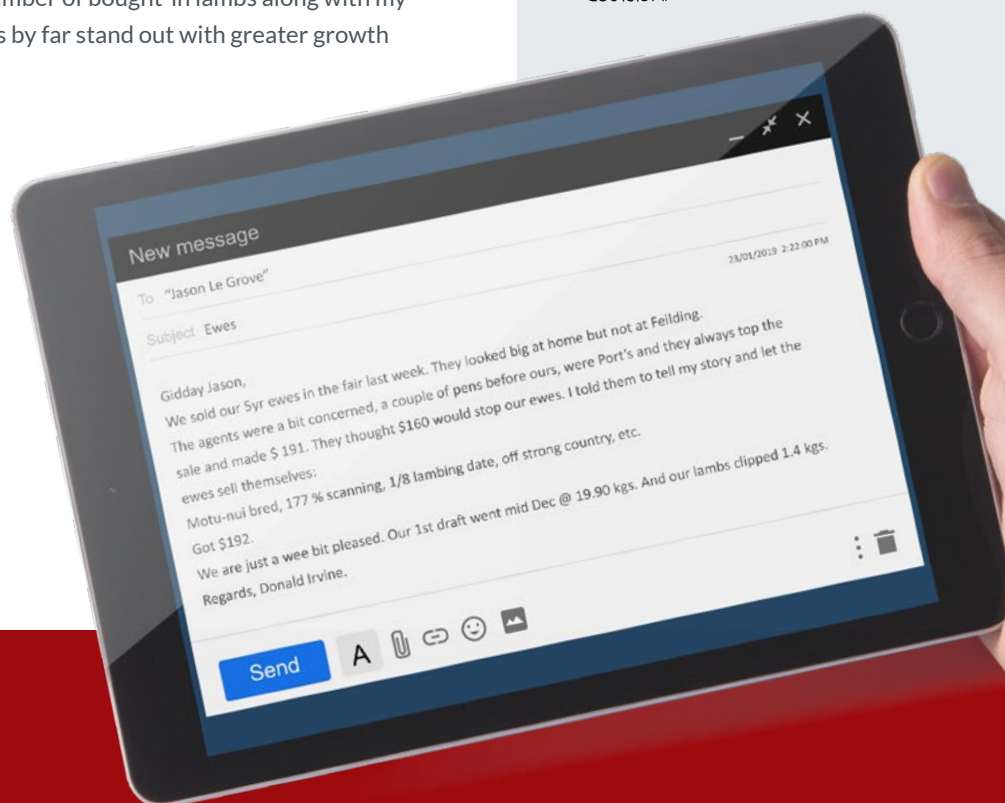 mber of bought-in lambs along with my
s by far stand out with greater growth
New message
To "Jason Le Grove"
23/01/2019 2:22:00 PM
Subject Ewes
Gidday Jason,
We sold our 5yr ewes in the fair last week. They looked big at home but not at Feilding.
The agents were a bit concerned, a couple of pens before ours, were Port's and they always top the
sale and made $ 191. They thought $160 would stop our ewes. I told them to tell my story and let the
ewes sell themselves:
Motu-nui bred, 177 % scanning, 1/8 lambing date, off strong country, etc.
Got $192.
We are just a wee bit pleased. Our 1st draft went mid Dec @ 19.90 kgs. And our lambs clipped 1.4 kgs.
Regards, Donald Irvine.
Send A